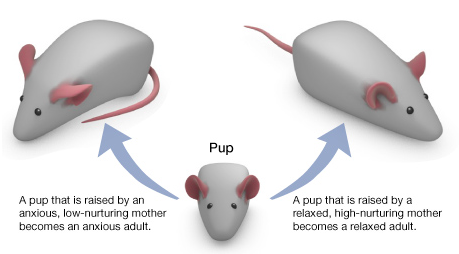 Pup
A pup that is raised by an
anxious, low-nurturing mother
becomes an anxious adult.
A pup that is raised by a
relaxed, high-nurturing mother
becomes a relaxed adult.